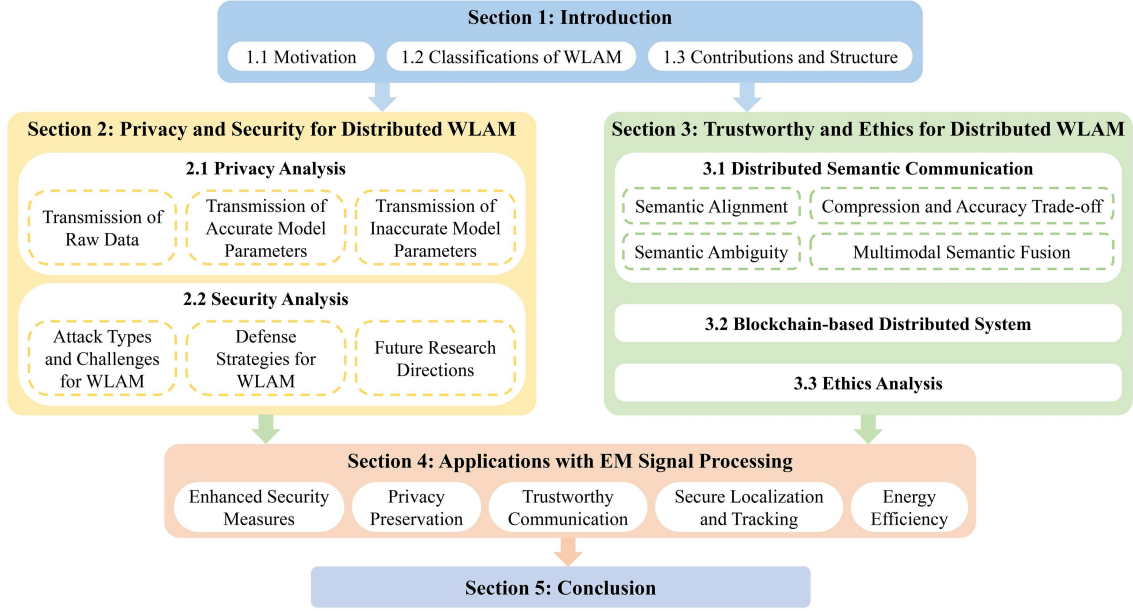 Section 1: Introduction
1.1 Motivation
1.2 Classifications of WLAM
1.3 Contributions and Structure
Section 2: Privacy and Security for Distributed WLAM
2.1 Privacy Analysis
Transmission of
Raw Data
Transmission of
Accurate Model
Parameters
Transmission of
Inaccurate Model
Parameters
2.2 Security Analysis
Attack Types
and Challenges
for WLAM
Defense
Strategies for
WLAM
Future Research
Directions
Section 3: Trustworthy and Ethics for Distributed WLAM
3.1 Distributed Semantic Communication
Semantic Alignment
Compression and Accuracy Trade-off
Semantic Ambiguity
Multimodal Semantic Fusion
3.2 Blockchain-based Distributed System
3.3 Ethics Analysis
Section 4: Applications with EM Signal Processing
Enhanced Security
Measures
Privacy
Preservation
Trustworthy
Communication
Secure Localization
and Tracking
Energy
Efficiency
Section 5: Conclusion